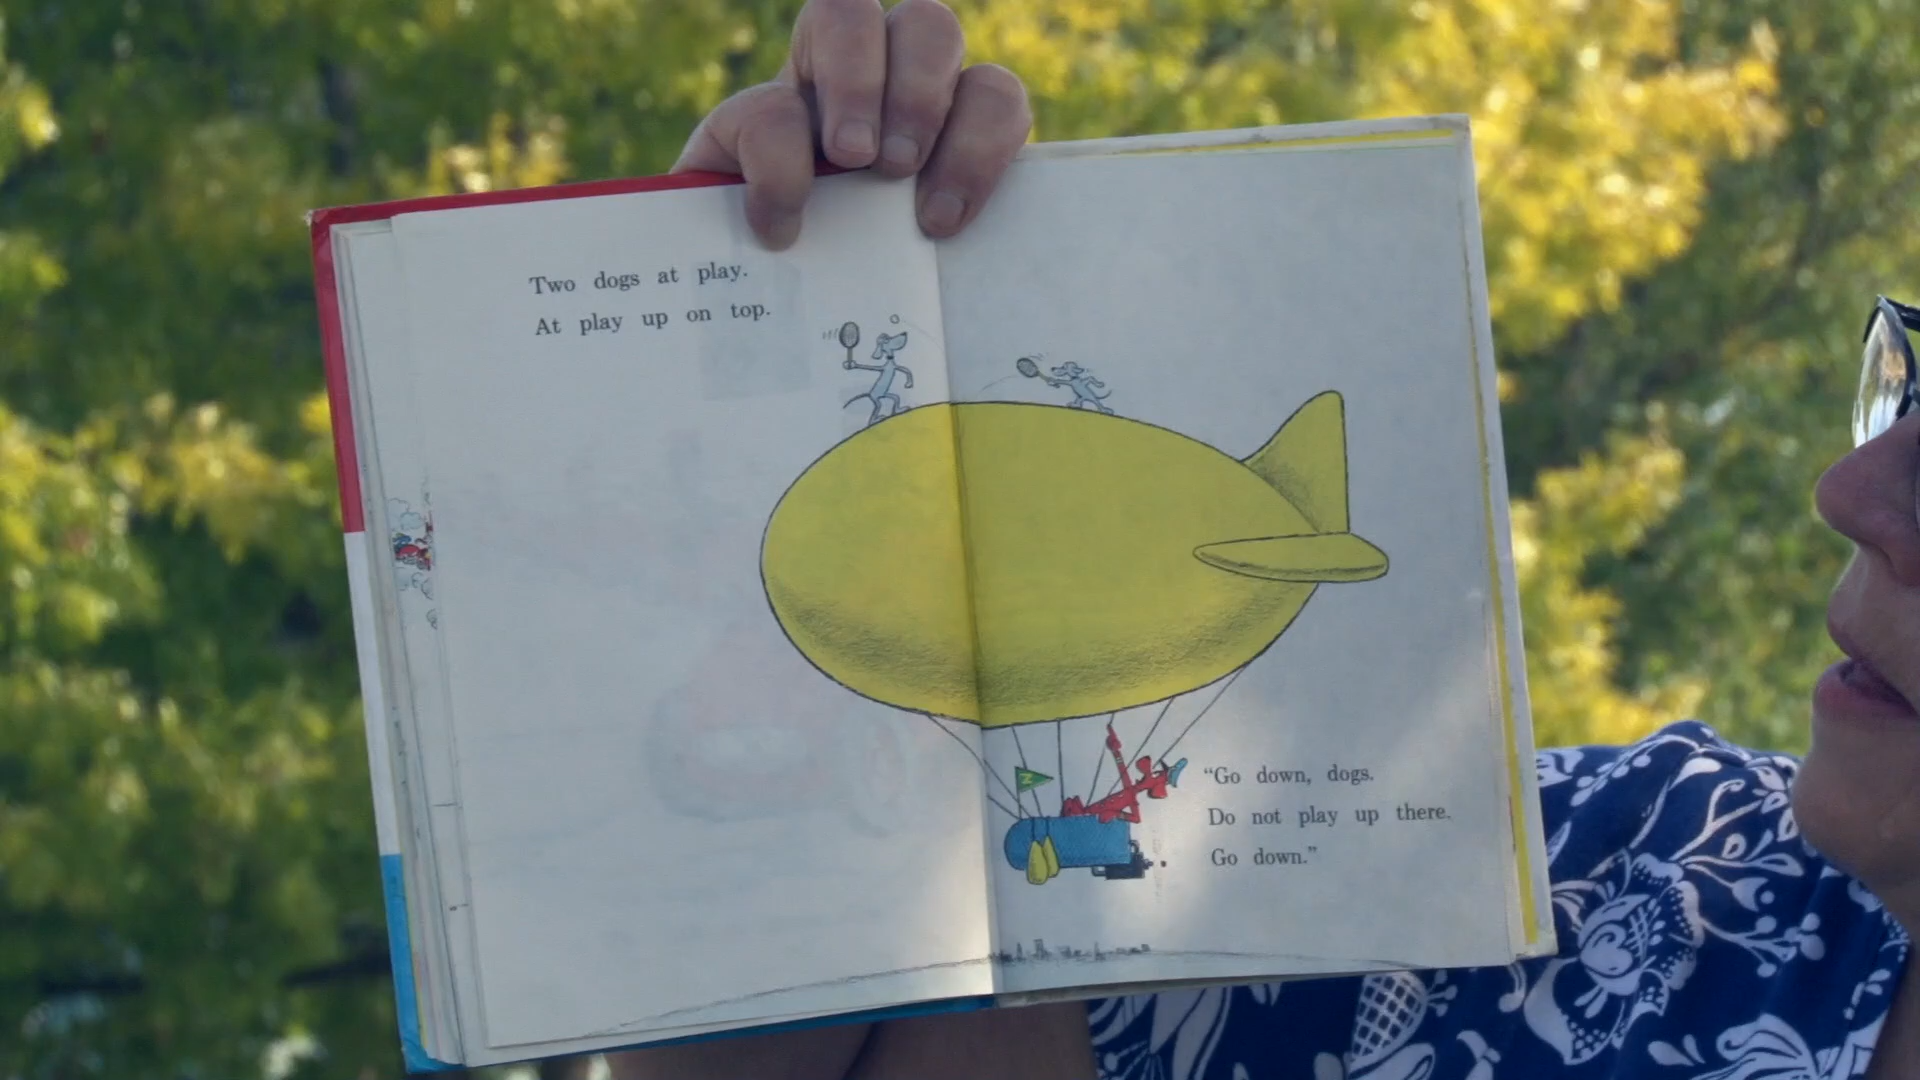 Two dogs at play.
At play up on top.
N
“Go down, dogs.
Do not play up there.
Go down.”